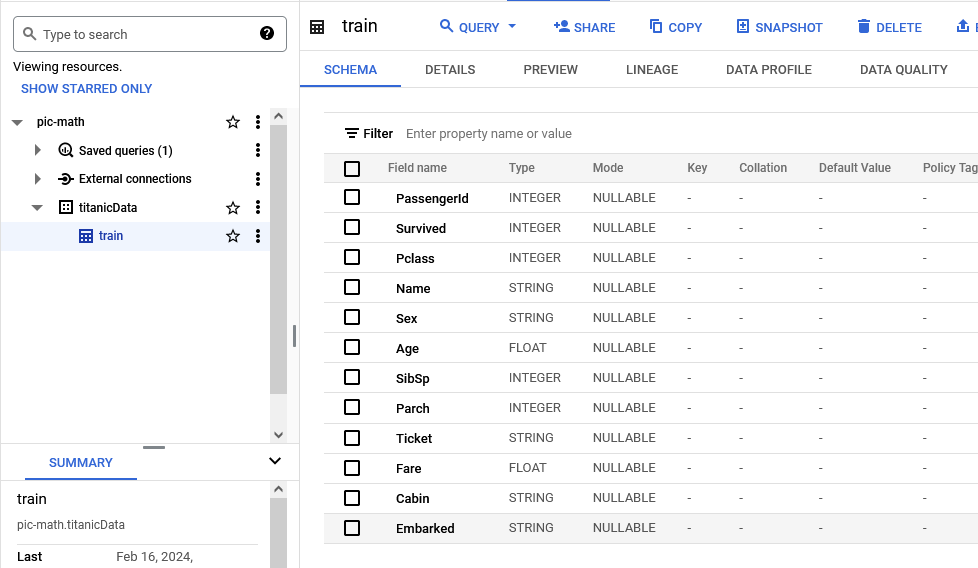 Type to search
Viewing resources.
SHOW STARRED ONLY
pic-math
Saved queries (1)
External connections
titanicData
train
SUMMARY
train
pic-math.titanicData
Last Feb 16, 2024,
train QUERY SHARE COPY SNAPSHOT DELETE
SCHEMA DETAILS PREVIEW LINEAGE DATA PROFILE DATA QUALITY
Filter Enter property name or value
Field name Type Mode Key Collation Default Value Policy Tag
PassengerId INTEGER NULLABLE - - - -
Survived INTEGER NULLABLE - - - -
Pclass INTEGER NULLABLE - - - -
Name STRING NULLABLE - - - -
Sex STRING NULLABLE - - - -
Age FLOAT NULLABLE - - - -
SibSp INTEGER NULLABLE - - - -
Parch INTEGER NULLABLE - - - -
Ticket STRING NULLABLE - - - -
Fare FLOAT NULLABLE - - - -
Cabin STRING NULLABLE - - - -
Embarked STRING NULLABLE - - - -